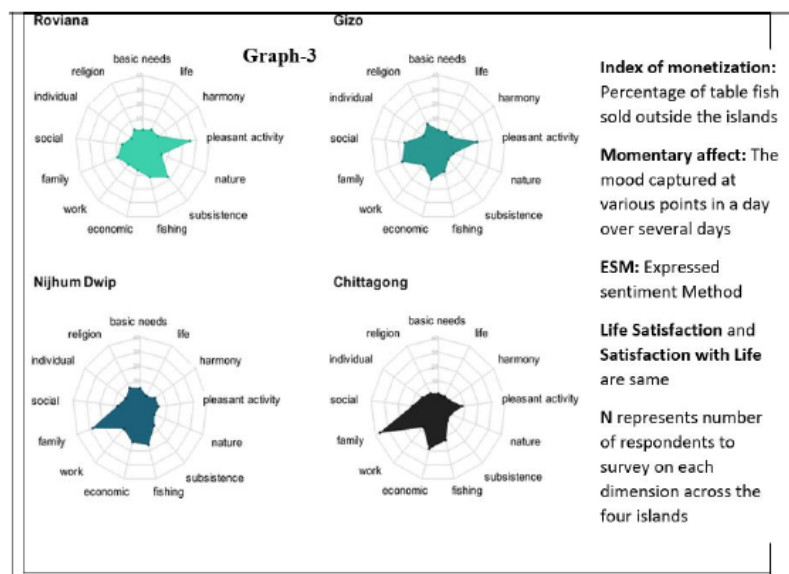 Roviana
Gizo
Graph-3
basic needs
religion
life
individual
harmony
social
pleasant activity
family
nature
work
subsistence
economic
fishing
basic needs
religion
life
individual
harmony
social
pleasant activity
family
nature
work
subsistence
economic
fishing
Nijhum Dwip
Chittagong
basic needs
religion
life
individual
harmony
social
pleasant activity
family
nature
work
subsistence
economic
fishing
basic needs
religion
life
individual
harmony
social
pleasant activity
family
nature
work
subsistence
economic
fishing
Index of monetization:
Percentage of table fish
sold outside the islands
Momentary affect: The
mood captured at
various points in a day
over several days
ESM: Expressed
sentiment Method
Life Satisfaction and
Satisfaction with Life
are same
N represents number
of respondents to
survey on each
dimension across the
four islands